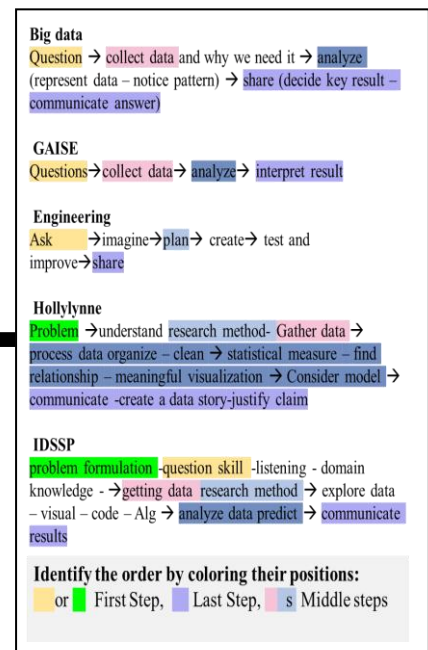 Big data
Question → collect data and why we need it → analyze
(represent data – notice pattern) → share (decide key result –
communicate answer)
GAISE
Questions→collect data→ analyze→ interpret result
Engineering
Ask →imagine→plan→ create→ test and
improve→share
Hollylynne
Problem →understand research method- Gather data →
process data organize – clean → statistical measure – find
relationship – meaningful visualization → Consider model →
communicate -create a data story-justify claim
IDSSP
problem formulation -question skill -listening - domain
knowledge - →getting data research method → explore data
– visual – code – Alg → analyze data predict → communicate
results
Identify the order by coloring their positions:
or First Step, Last Step, s Middle steps